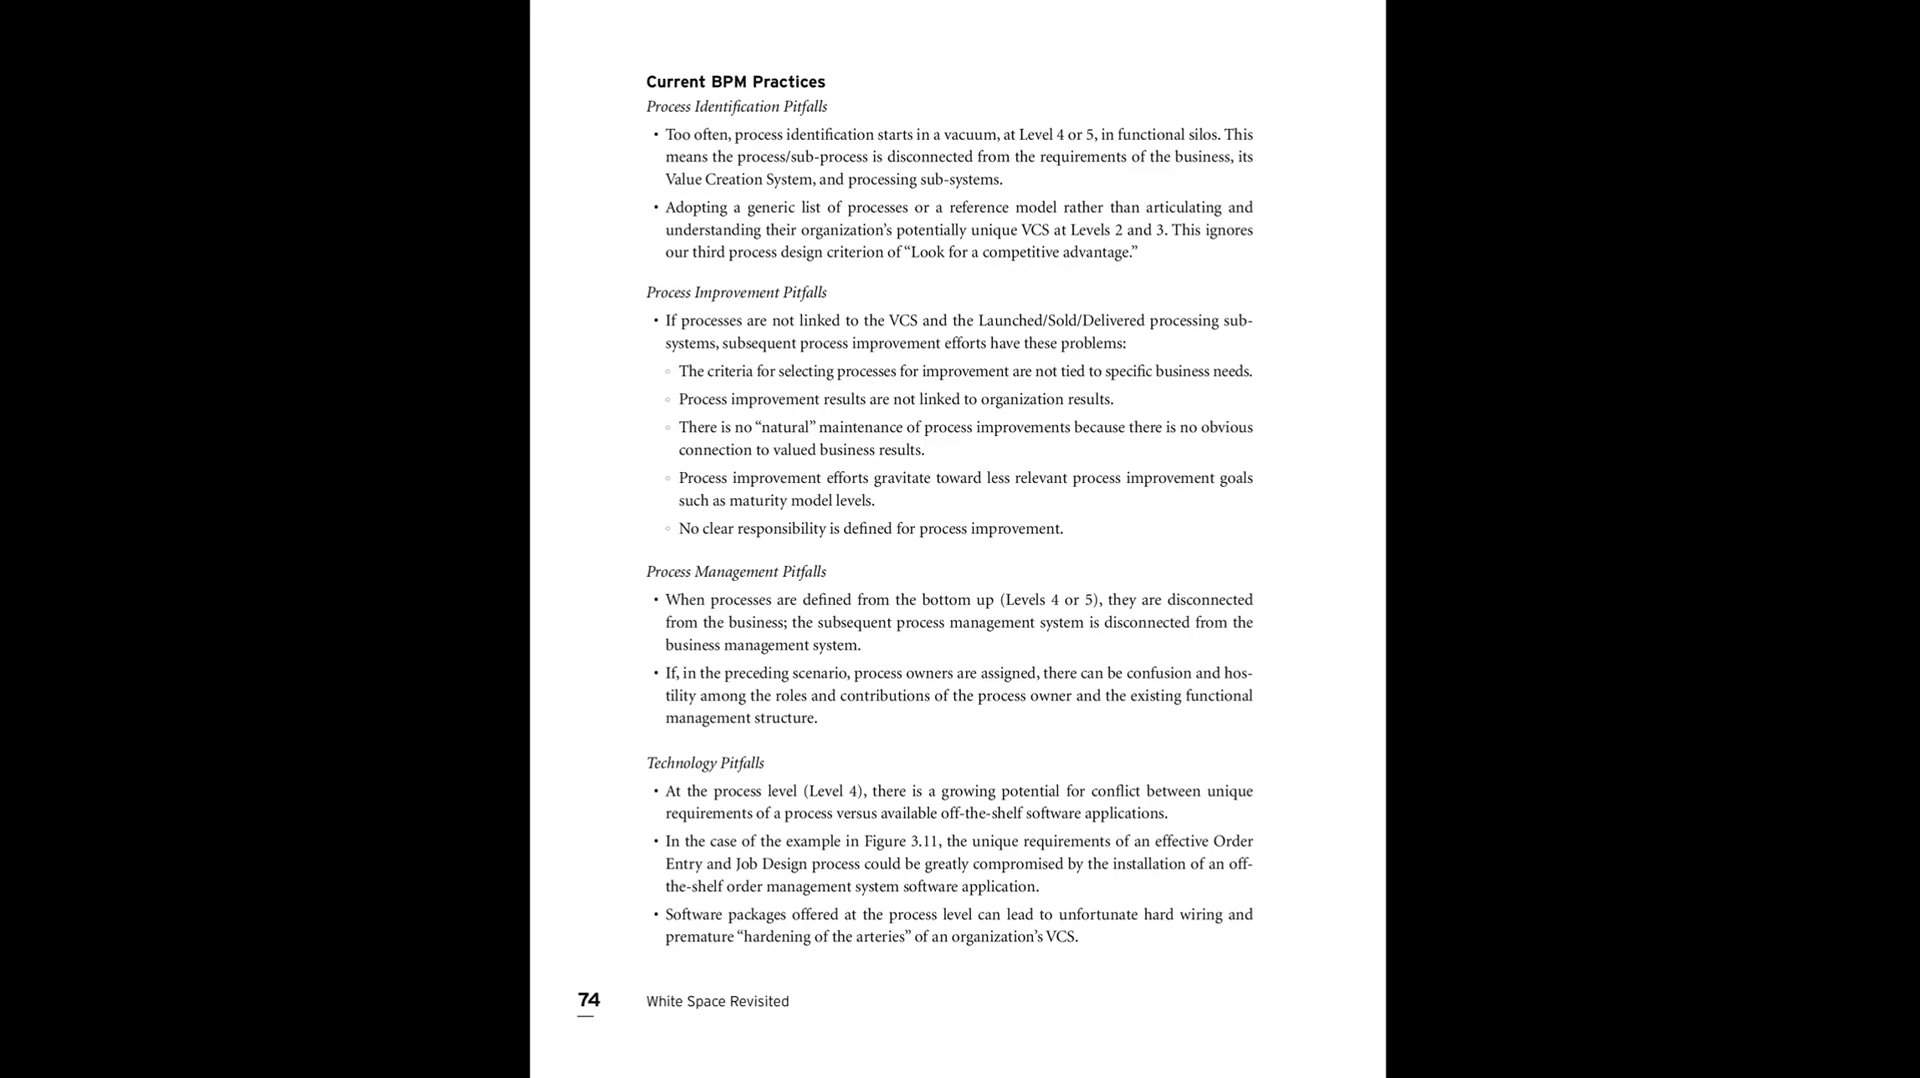 Current BPM Practices
Process Identification Pitfalls
• Too often, process identification starts in a vacuum, at Level 4 or 5, in functional silos. This
means the process/sub-process is disconnected from the requirements of the business, its
Value Creation System, and processing sub-systems.
• Adopting a generic list of processes or a reference model rather than articulating and
understanding their organization’s potentially unique VCS at Levels 2 and 3. This ignores
our third process design criterion of “Look for a competitive advantage.”
Process Improvement Pitfalls
• If processes are not linked to the VCS and the Launched/Sold/Delivered processing sub-
systems, subsequent process improvement efforts have these problems:
◦ The criteria for selecting processes for improvement are not tied to specific business needs.
◦ Process improvement results are not linked to organization results.
◦ There is no “natural” maintenance of process improvements because there is no obvious
connection to valued business results.
◦ Process improvement efforts gravitate toward less relevant process improvement goals
such as maturity model levels.
◦ No clear responsibility is defined for process improvement.
Process Management Pitfalls
• When processes are defined from the bottom up (Levels 4 or 5), they are disconnected
from the business; the subsequent process management system is disconnected from the
business management system.
• If, in the preceding scenario, process owners are assigned, there can be confusion and hos-
tility among the roles and contributions of the process owner and the existing functional
management structure.
Technology Pitfalls
• At the process level (Level 4), there is a growing potential for conflict between unique
requirements of a process versus available off-the-shelf software applications.
• In the case of the example in Figure 3.11, the unique requirements of an effective Order
Entry and Job Design process could be greatly compromised by the installation of an off-
the-shelf order management system software application.
• Software packages offered at the process level can lead to unfortunate hard wiring and
premature “hardening of the arteries” of an organization’s VCS.
74 White Space Revisited